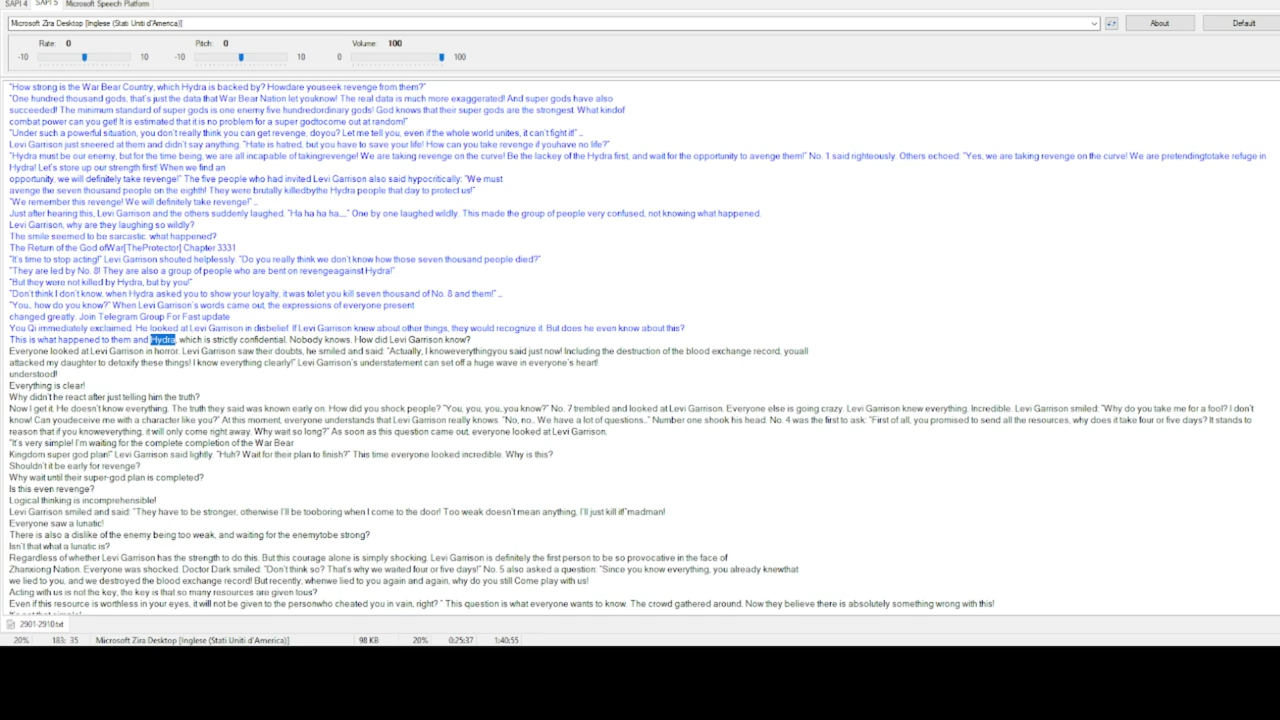 SAPI 4 SAPI 5 Microsoft Speech Platform
Microsoft Zira Desktop [Inglese (Stati Uniti d'America)] About Default
Rate: 0 Pitch: 0 Volume: 100
-10 10 -10 10 0 100
"How strong is the War Bear Country, which Hydra is backed by? Howdare youseek revenge from them?"
"One hundred thousand gods, that's just the data that War Bear Nation let youknow! The real data is much more exaggerated! And super gods have also
succeeded! The minimum standard of super gods is one enemy five hundredordinary gods! God knows that their super gods are the strongest. What kindof
combat power can you get! It is estimated that it is no problem for a super godtocome out at random!"
"Under such a powerful situation, you don't really think you can get revenge, doyou? Let me tell you, even if the whole world unites, it can't fight it!" ...
Levi Garrison just sneered at them and didn't say anything. "Hate is hatred, but you have to save your life! How can you take revenge if youhave no life?"
"Hydra must be our enemy, but for the time being, we are all incapable of takingrevenge! We are taking revenge on the curve! Be the lackey of the Hydra first, and wait for the opportunity to avenge them!" No. 1 said righteously. Others echoed: "Yes, we are taking revenge on the curve! We are pretendingtotake refuge in
Hydra! Let's store up our strength first! When we find an
opportunity, we will definitely take revenge!" The five people who had invited Levi Garrison also said hypocritically: "We must
avenge the seven thousand people on the eighth! They were brutally killedbythe Hydra people that day to protect us!"
"We remember this revenge! We will definitely take revenge!" ...
Just after hearing this, Levi Garrison and the others suddenly laughed. "Ha ha ha ha....." One by one laughed wildly. This made the group of people very confused, not knowing what happened.
Levi Garrison, why are they laughing so wildly?
The smile seemed to be sarcastic. what happened?
The Return of the God ofWar[TheProtector] Chapter 3331
"It's time to stop acting!" Levi Garrison shouted helplessly. "Do you really think we don't know how those seven thousand people died?"
"They are led by No. 8! They are also a group of people who are bent on revengeagainst Hydra!"
"But they were not killed by Hydra, but by you!"
"Don't think I don't know, when Hydra asked you to show your loyalty, it was tolet you kill seven thousand of No. 8 and them!" ...
"You... how do you know?" When Levi Garrison's words came out, the expressions of everyone present
changed greatly. Join Telegram Group For Fast update
You Qi immediately exclaimed. He looked at Levi Garrison in disbelief. If Levi Garrison knew about other things, they would recognize it. But does he even know about this?
This is what happened to them and Hydra, which is strictly confidential. Nobody knows. How did Levi Garrison know?
Everyone looked at Levi Garrison in horror. Levi Garrison saw their doubts, he smiled and said: "Actually, I knoweverythingyou said just now! Including the destruction of the blood exchange record, youall
attacked my daughter to detoxify these things! I know everything clearly!" Levi Garrison's understatement can set off a huge wave in everyone's heart!
understood!
Everything is clear!
Why didn't he react after just telling him the truth?
Now I get it. He doesn't know everything. The truth they said was known early on. How did you shock people? "You, you, you..you know?" No. 7 trembled and looked at Levi Garrison. Everyone else is going crazy. Levi Garrison knew everything. Incredible. Levi Garrison smiled: "Why do you take me for a fool? I don't
know! Can youdeceive me with a character like you?" At this moment, everyone understands that Levi Garrison really knows. "No, no,. We have a lot of questions.." Number one shook his head. No. 4 was the first to ask: "First of all, you promised to send all the resources, why does it take four or five days? It stands to
reason that if you knoweverything, it will only come right away. Why wait so long?" As soon as this question came out, everyone looked at Levi Garrison.
"It's very simple! I'm waiting for the complete completion of the War Bear
Kingdom super god plan!" Levi Garrison said lightly. "Huh? Wait for their plan to finish?" This time everyone looked incredible. Why is this?
Shouldn't it be early for revenge?
Why wait until their super-god plan is completed?
Is this even revenge?
Logical thinking is incomprehensible!
Levi Garrison smiled and said: "They have to be stronger, otherwise I'll be tooboring when I come to the door! Too weak doesn't mean anything, I'll just kill it!"madman!
Everyone saw a lunatic!
There is also a dislike of the enemy being too weak, and waiting for the enemytobe strong?
Isn't that what a lunatic is?
Regardless of whether Levi Garrison has the strength to do this. But this courage alone is simply shocking. Levi Garrison is definitely the first person to be so provocative in the face of
Zhanxiong Nation. Everyone was shocked. Doctor Dark smiled: "Don't think so? That's why we waited four or five days!" No. 5 also asked a question: "Since you know everything, you already knewthat
we lied to you, and we destroyed the blood exchange record! But recently, whenwe lied to you again and again, why do you still Come play with us!
Acting with us is not the key, the key is that so many resources are given tous?
Even if this resource is worthless in your eyes, it will not be given to the personwho cheated you in vain, right? " This question is what everyone wants to know. The crowd gathered around. Now they believe there is absolutely something wrong with this!
2901-2910.txt
20% 183: 35 Microsoft Zira Desktop [Inglese (Stati Uniti d'America)] 98 KB 20% 0:25:37 1:40:55